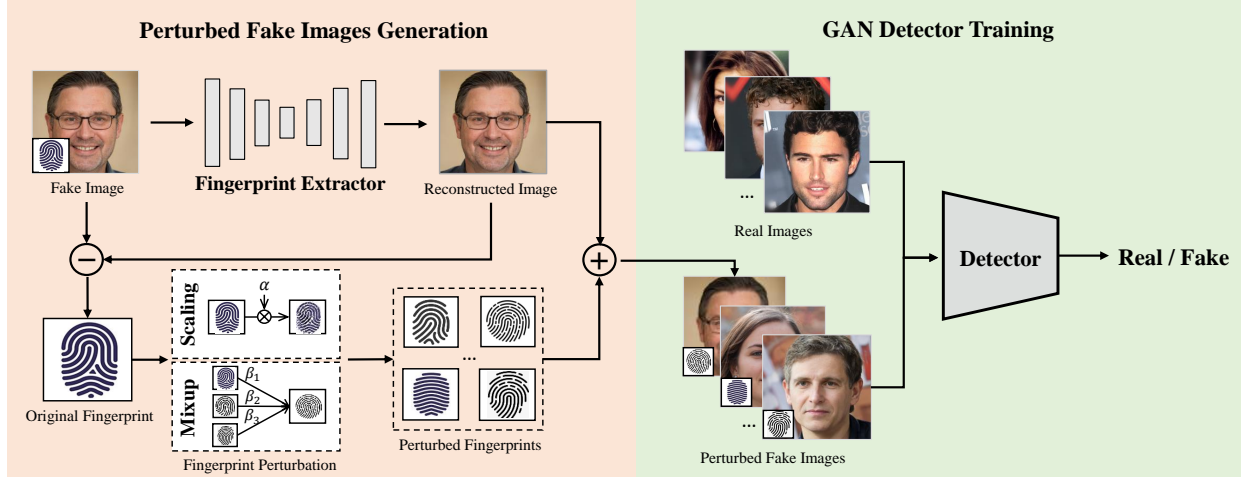 Perturbed Fake Images Generation
Fake Image
Fingerprint Extractor
Reconstructed Image
−
+
Original Fingerprint
Scaling
α
Mixup
β1
β2
β3
Fingerprint Perturbation
...
Perturbed Fingerprints
GAN Detector Training
...
Real Images
...
Perturbed Fake Images
Detector
Real / Fake